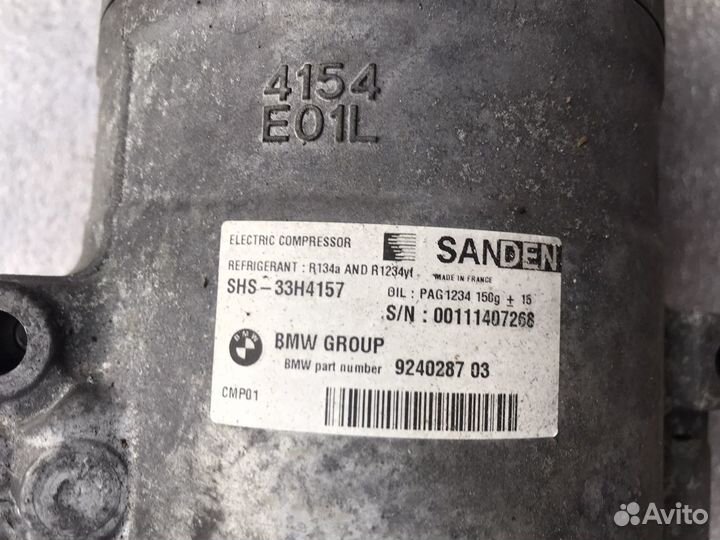 4154
E01L
ELECTRIC COMPRESSOR
SANDEN
REFRIGERANT : R134a AND R1234yf
MADE IN FRANCE
SHS-33H4157
OIL : PAG1234 150g ± 15
S/N : 00111407268
BMW
BMW GROUP
BMW part number 9240287 03
CMP01
Avito